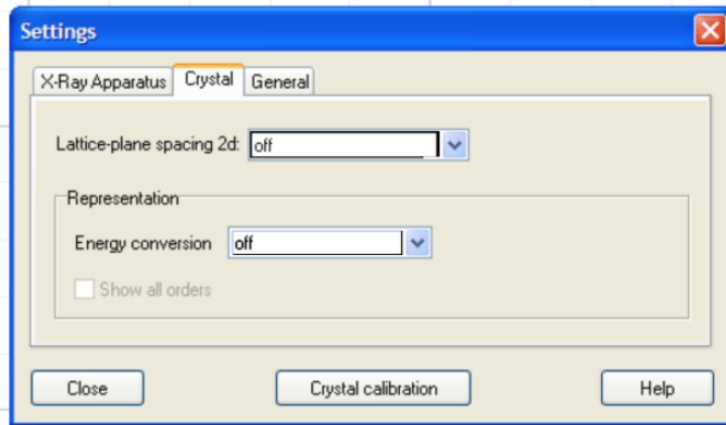 Settings
X-Ray Apparatus Crystal General
Lattice-plane spacing 2d: off
Representation
Energy conversion off
Show all orders
Close Crystal calibration Help